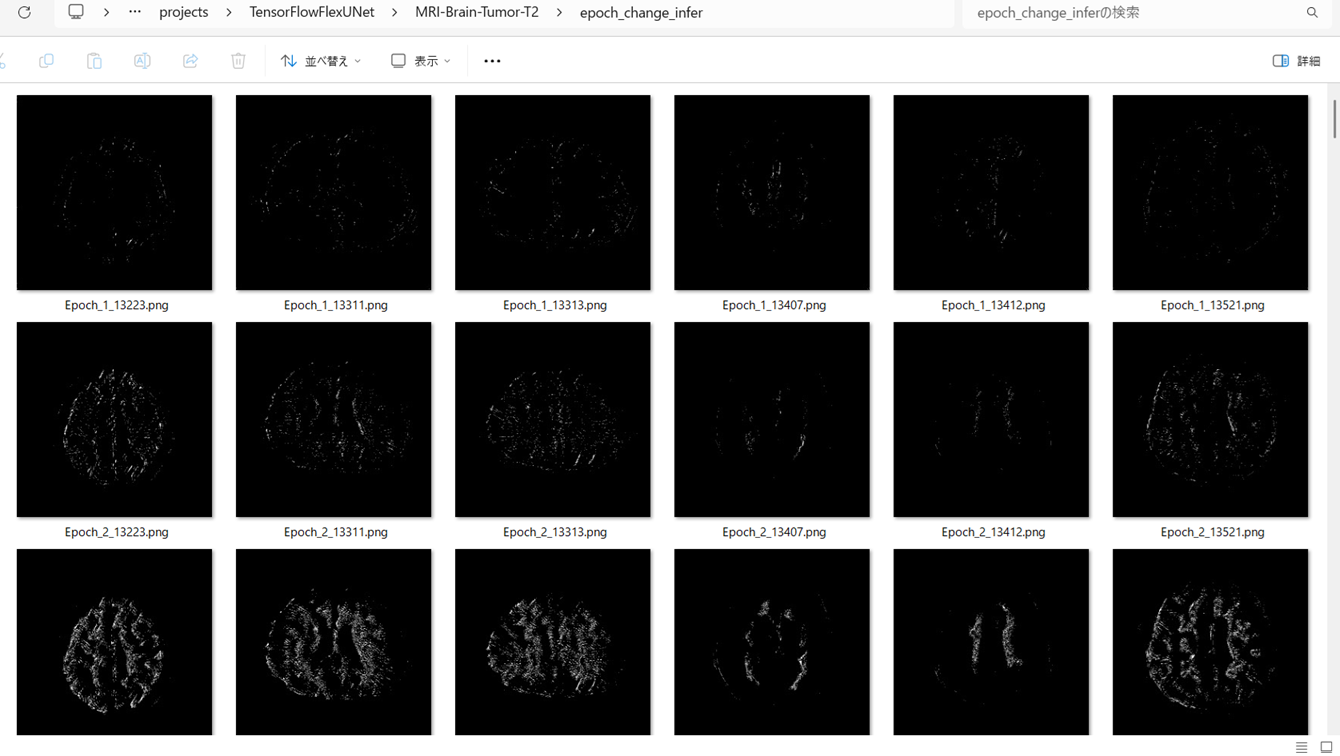 projects > TensorFlowFlexUNet > MRI-Brain-Tumor-T2 > epoch_change_infer
epoch_change_inferの検索
並べ替え
表示
詳細
Epoch_1_13223.png
Epoch_1_13311.png
Epoch_1_13313.png
Epoch_1_13407.png
Epoch_1_13412.png
Epoch_1_13521.png
Epoch_2_13223.png
Epoch_2_13311.png
Epoch_2_13313.png
Epoch_2_13407.png
Epoch_2_13412.png
Epoch_2_13521.png